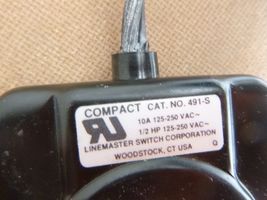 COMPACT CAT. NO. 491-S
10A 125-250 VAC~
1/2 HP 125-250 VAC~
LINEMASTER SWITCH CORPORATION
WOODSTOCK, CT USA Q